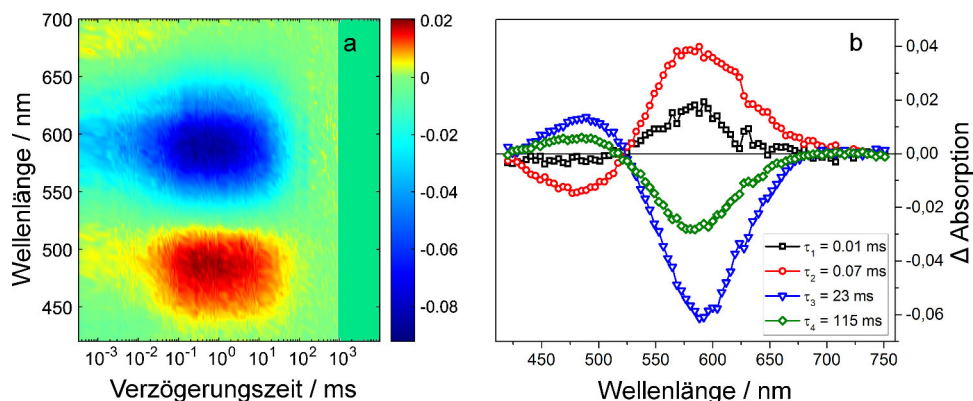 a
700
650
600
550
500
450
Wellenlänge / nm
10⁻³ 10⁻² 10⁻¹ 10⁰ 10¹ 10² 10³
Verzögerungszeit / ms
0.02
0
-0.02
-0.04
-0.06
-0.08
b
0,04
0,02
0,00
-0,02
-0,04
-0,06
Δ Absorption
τ₁ = 0.01 ms
τ₂ = 0.07 ms
τ₃ = 23 ms
τ₄ = 115 ms
450 500 550 600 650 700 750
Wellenlänge / nm